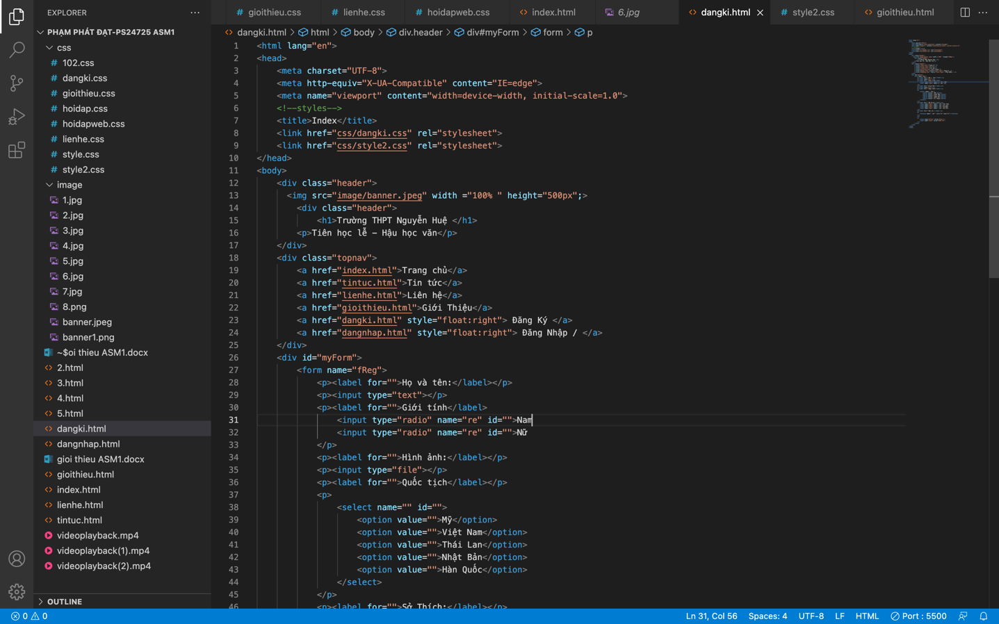 EXPLORER
PHẠM PHÁT ĐẠT-PS24725 ASM1
css
102.css
dangki.css
gioithieu.css
hoidap.css
hoidapweb.css
lienhe.css
style.css
style2.css
image
1.jpg
2.jpg
3.jpg
4.jpg
5.jpg
6.jpg
7.jpg
8.png
banner.jpeg
banner1.png
~$oi thieu ASM1.docx
2.html
3.html
4.html
5.html
dangki.html
dangnhap.html
gioi thieu ASM1.docx
gioithieu.html
index.html
lienhe.html
tintuc.html
videoplayback.mp4
videoplayback(1).mp4
videoplayback(2).mp4
OUTLINE
gioithieu.css lienhe.css hoidapweb.css index.html 6.jpg dangki.html style2.css gioithieu.html
dangki.html > html > body > div.header > div#myForm > form > p
1 <html lang="en">
2 <head>
3 <meta charset="UTF-8">
4 <meta http-equiv="X-UA-Compatible" content="IE=edge">
5 <meta name="viewport" content="width=device-width, initial-scale=1.0">
6 <!--styles-->
7 <title>Index</title>
8 <link href="css/dangki.css" rel="stylesheet">
9 <link href="css/style2.css" rel="stylesheet">
10 </head>
11 <body>
12 <div class="header">
13 <img src="image/banner.jpeg" width ="100% " height="500px";>
14 <div class="header">
15 <h1>Trường THPT Nguyễn Huệ </h1>
16 <p>Tiên học lễ - Hậu học văn</p>
17 </div>
18 <div class="topnav">
19 <a href="index.html">Trang chủ</a>
20 <a href="tintuc.html">Tin tức</a>
21 <a href="lienhe.html">Liên hệ</a>
22 <a href="gioithieu.html">Giới Thiệu</a>
23 <a href="dangki.html" style="float:right"> Đăng Ký </a>
24 <a href="dangnhap.html" style="float:right"> Đăng Nhập / </a>
25 </div>
26 <div id="myForm">
27 <form name="fReg">
28 <p><label for="">Họ và tên:</label></p>
29 <p><input type="text"></p>
30 <p><label for="">Giới tính</label>
31 <input type="radio" name="re" id="">Nam
32 <input type="radio" name="re" id="">Nữ
33 </p>
34 <p><label for="">Hình ảnh:</label></p>
35 <p><input type="file"></p>
36 <p><label for="">Quốc tịch</label></p>
37 <p>
38 <select name="" id="">
39 <option value="">Mỹ</option>
40 <option value="">Việt Nam</option>
41 <option value="">Thái Lan</option>
42 <option value="">Nhật Bản</option>
43 <option value="">Hàn Quốc</option>
44 </select>
45 </p>
46 <p><label for="">Sở Thích:</label></p>
0 0 Ln 31, Col 56 Spaces: 4 UTF-8 LF HTML Port : 5500